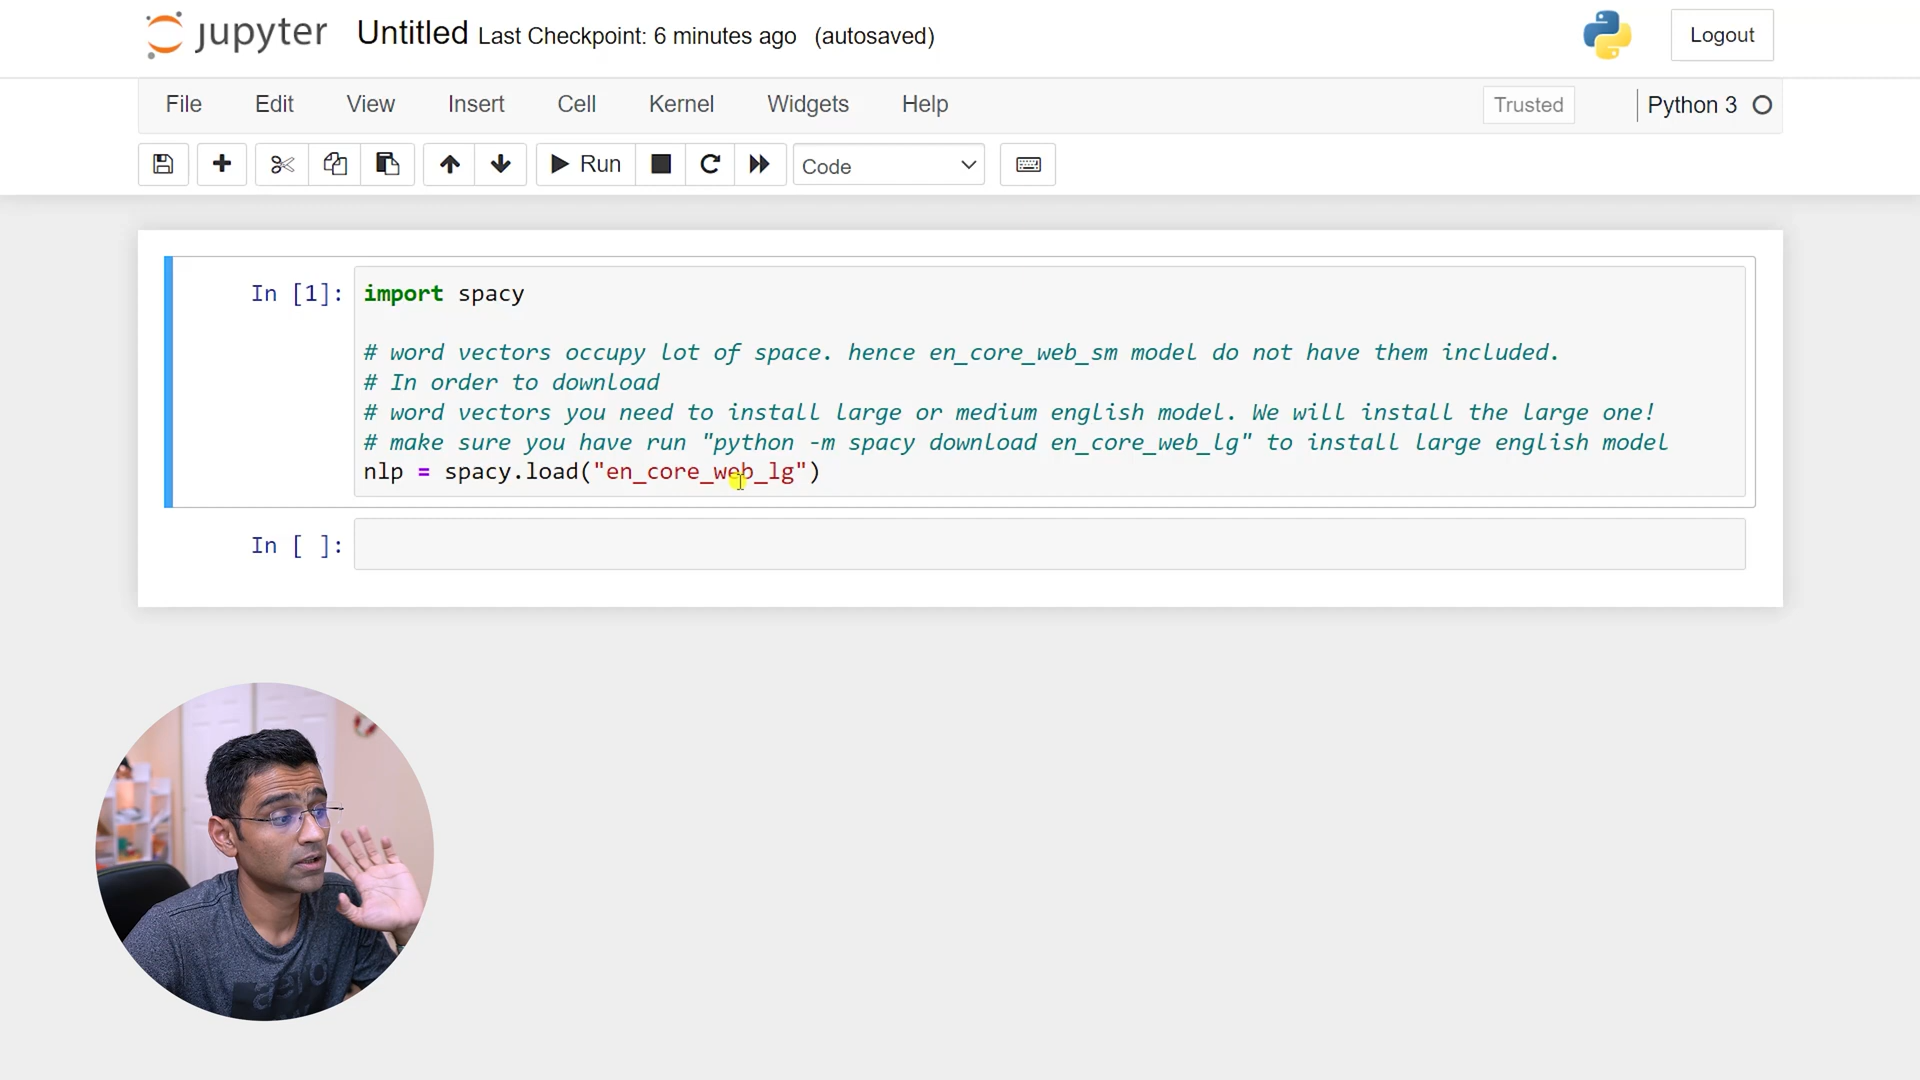 jupyter Untitled Last Checkpoint: 6 minutes ago (autosaved) Logout
File Edit View Insert Cell Kernel Widgets Help Trusted Python 3
Run Code
In [1]: import spacy
# word vectors occupy lot of space. hence en_core_web_sm model do not have them included.
# In order to download
# word vectors you need to install large or medium english model. We will install the large one!
# make sure you have run "python -m spacy download en_core_web_lg" to install large english model
nlp = spacy.load("en_core_web_lg")
In [ ]:
aero